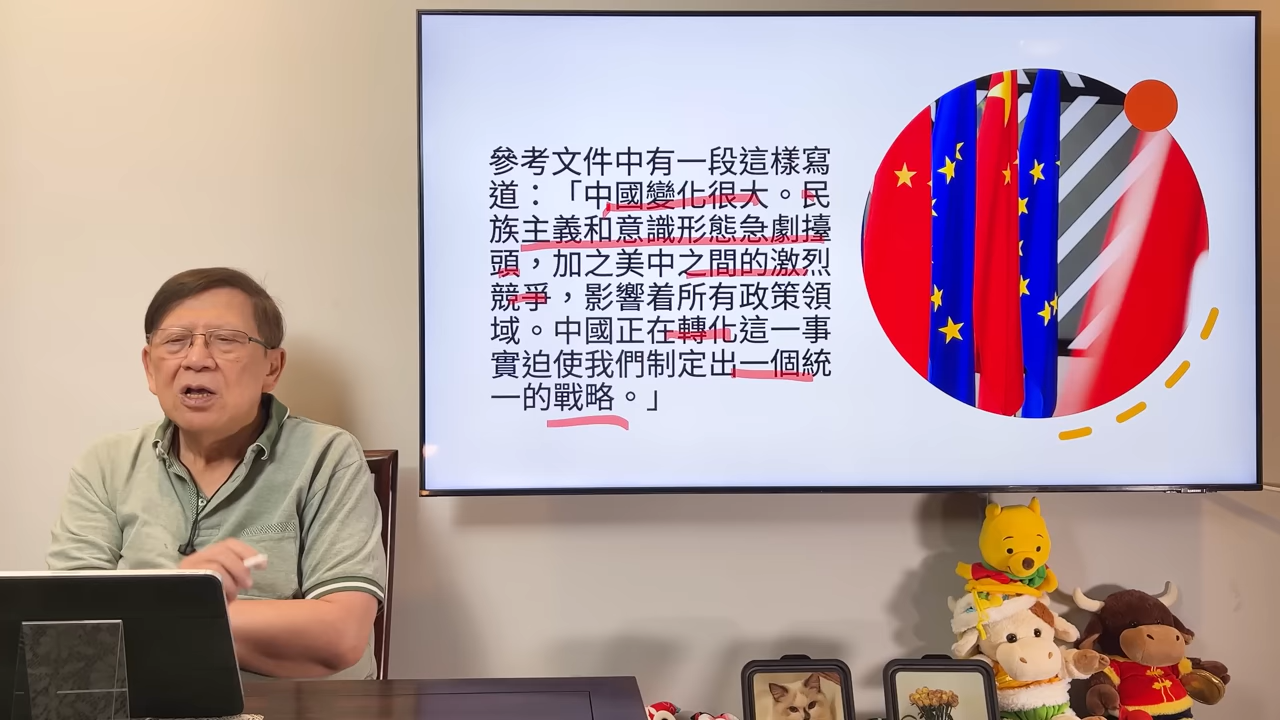 參考文件中有一段這樣寫
道：「中國變化很大。民
族主義和意識形態急劇擡
頭，加之美中之間的激烈
競爭，影響着所有政策領
域。中國正在轉化這一事
實迫使我們制定出一個統
一的戰略。」